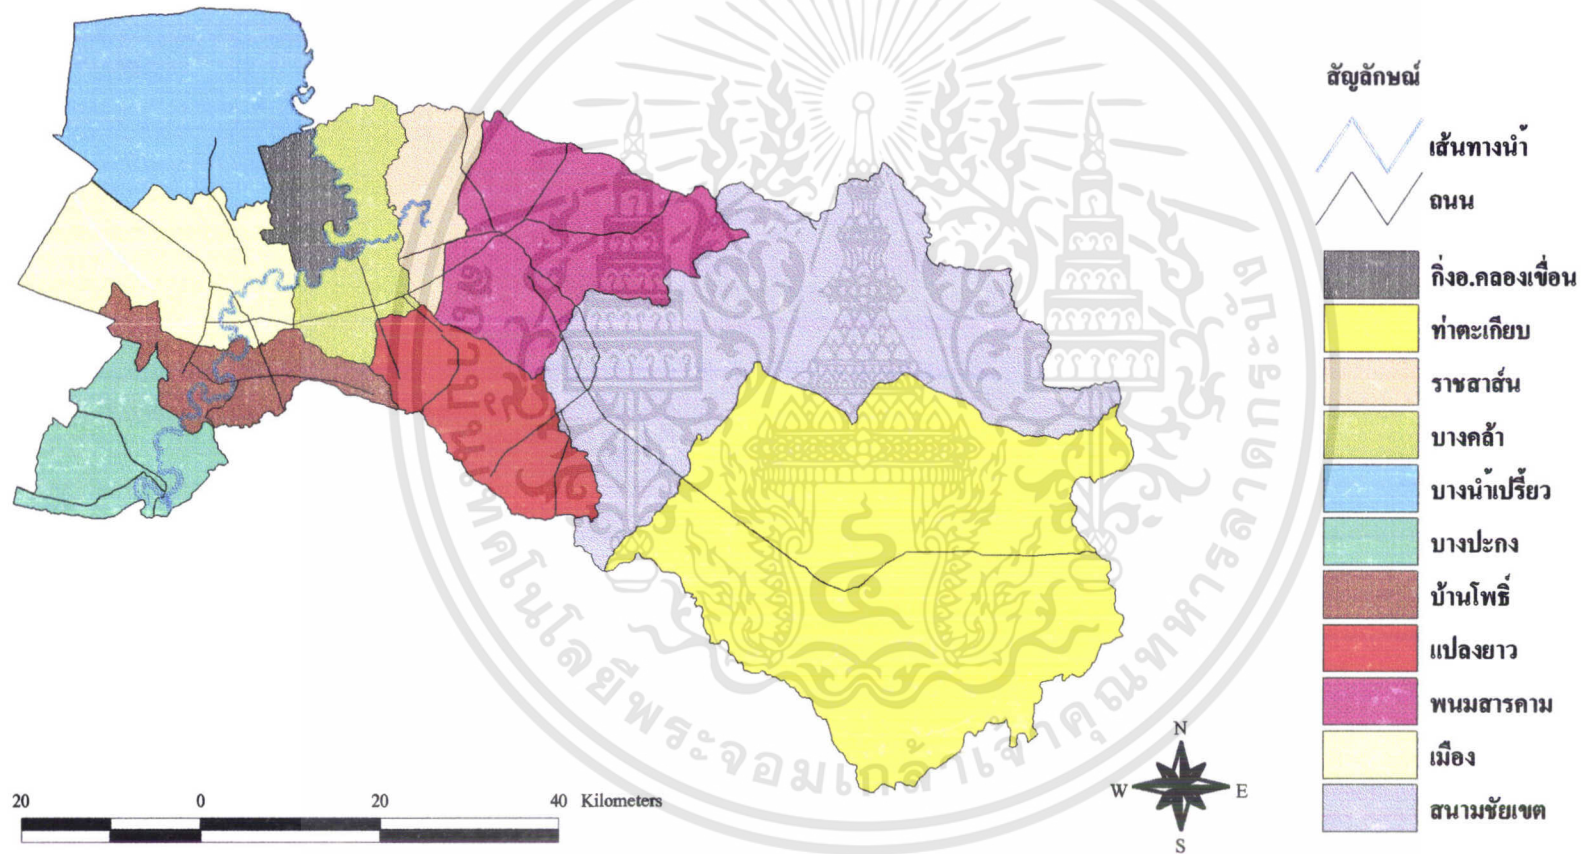 สัญลักษณ์
เส้นทางน้ำ
ถนน
กิ่งอ.คลองเขื่อน
ท่าตะเกียบ
ราชสาส์น
บางคล้า
บางน้ำเปรี้ยว
บางปะกง
บ้านโพธิ์
แปลงยาว
พนมสารคาม
เมือง
สนามชัยเขต
N
W E
S
20 0 20 40 Kilometers